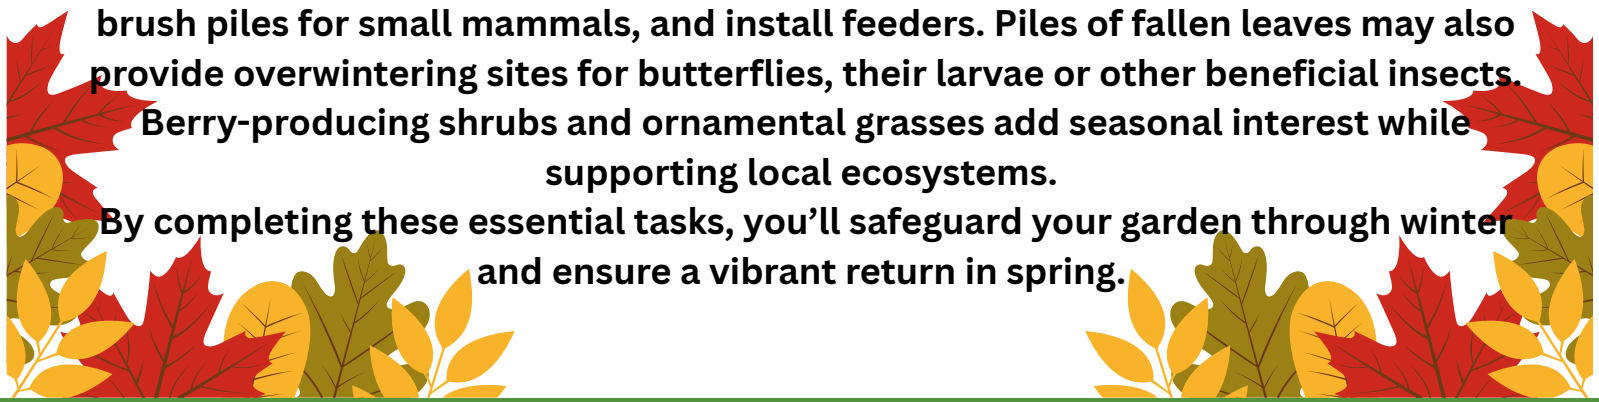 brush piles for small mammals, and install feeders. Piles of fallen leaves may also
provide overwintering sites for butterflies, their larvae or other beneficial insects.
Berry-producing shrubs and ornamental grasses add seasonal interest while
supporting local ecosystems.
By completing these essential tasks, you’ll safeguard your garden through winter
and ensure a vibrant return in spring.